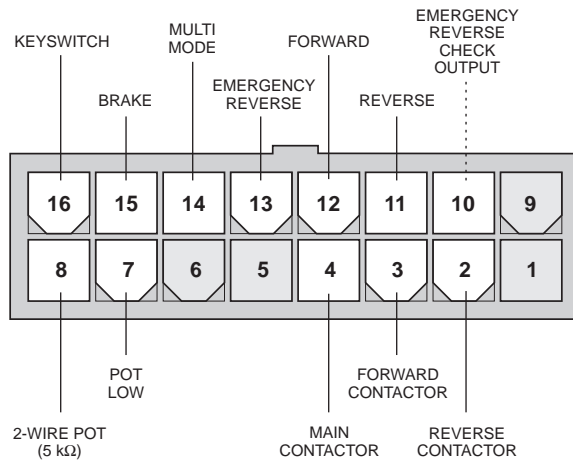 KEYSWITCH
MULTI
MODE
FORWARD
EMERGENCY
REVERSE
CHECK
OUTPUT
BRAKE
EMERGENCY
REVERSE
REVERSE
16 15 14 13 12 11 10 9
8 7 6 5 4 3 2 1
POT
LOW
FORWARD
CONTACTOR
2-WIRE POT
(5 kΩ)
MAIN
CONTACTOR
REVERSE
CONTACTOR